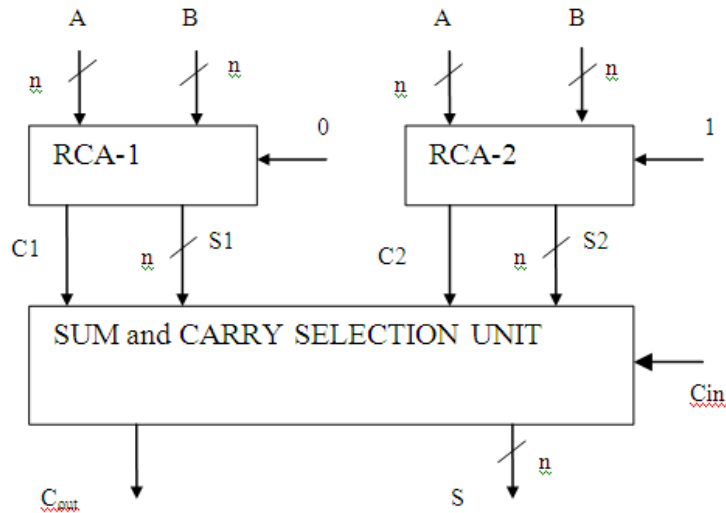 A B A B
n n n n
0 1
RCA-1 RCA-2
C1 n S1 C2 n S2
SUM and CARRY SELECTION UNIT
Cin
n
Cout S